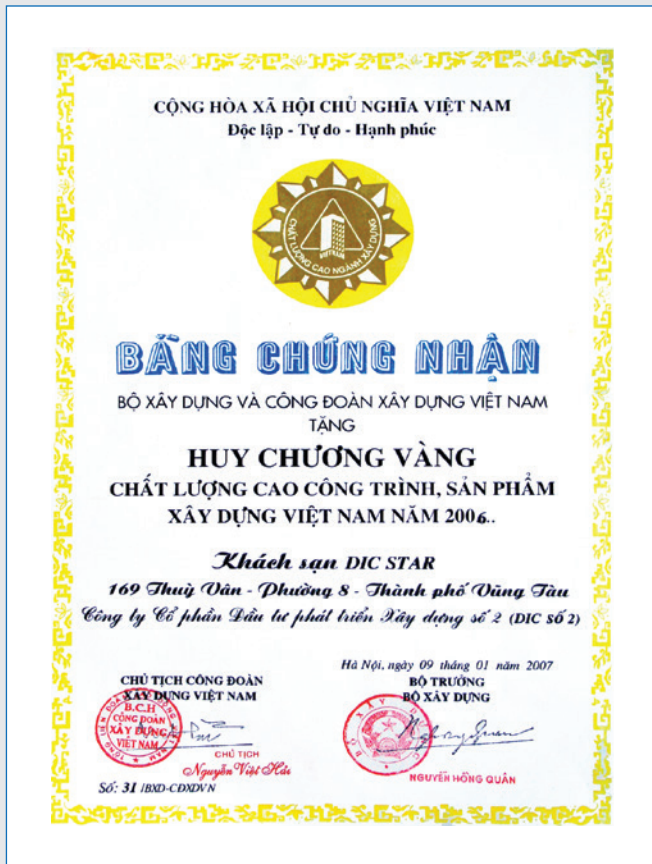 CỘNG HÒA XÃ HỘI CHỦ NGHĨA VIỆT NAM
Độc lập - Tự do - Hạnh phúc
CHẤT LƯỢNG CAO NGÀNH XÂY DỰNG
VIETNAM
BẰNG CHỨNG NHẬN
BỘ XÂY DỰNG VÀ CÔNG ĐOÀN XÂY DỰNG VIỆT NAM
TẶNG
HUY CHƯƠNG VÀNG
CHẤT LƯỢNG CAO CÔNG TRÌNH, SẢN PHẨM
XÂY DỰNG VIỆT NAM NĂM 2006..
Khách sạn DIC STAR
169 Thuỳ Vân - Phường 8 - Thành phố Vũng Tàu
Công ty Cổ phần Đầu tư phát triển Xây dựng số 2 (DIC SỐ 2)
Hà Nội, ngày 09 tháng 01 năm 2007
CHỦ TỊCH CÔNG ĐOÀN
XÂY DỰNG VIỆT NAM
B.C.H
CÔNG ĐOÀN
XÂY DỰNG
VIỆT NAM
CHỦ TỊCH
Nguyễn Viết Hải
Số: 31 /BXD-CĐXDVN
BỘ TRƯỞNG
BỘ XÂY DỰNG
NGUYỄN HỒNG QUÂN